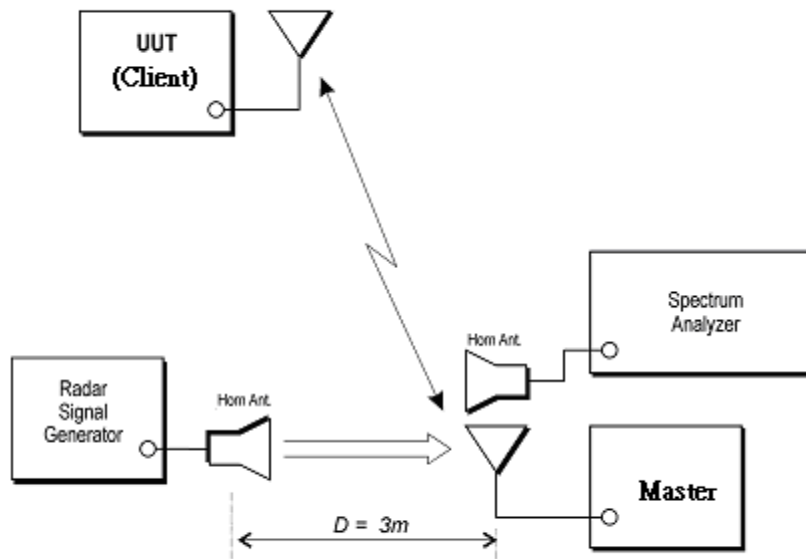 UUT
(Client)
Spectrum
Analyzer
Horn Ant.
Radar
Signal
Generator
Horn Ant.
Master
D = 3m